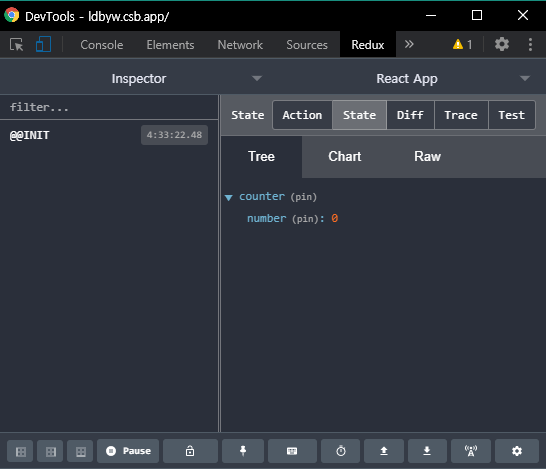 DevTools - ldbyw.csb.app/
Console Elements Network Sources Redux » 1
Inspector React App
filter...
@@INIT 4:33:22.48
State Action State Diff Trace Test
Tree Chart Raw
counter (pin)
number (pin): 0
Pause